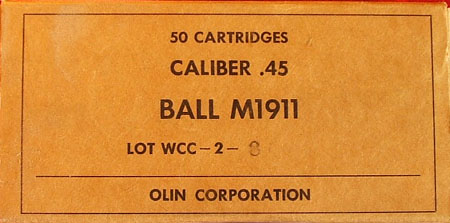 50 CARTRIDGES
CALIBER .45
BALL M1911
LOT WCC-2- 8
OLIN CORPORATION